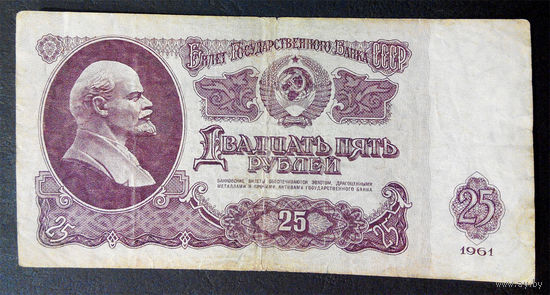 Билет Государственного Банка СССР
Двадцать пять
рублей
БАНКОВСКИЕ БИЛЕТЫ ОБЕСПЕЧИВАЮТСЯ ЗОЛОТОМ, ДРАГОЦЕННЫМИ
МЕТАЛЛАМИ И ПРОЧИМИ АКТИВАМИ ГОСУДАРСТВЕННОГО БАНКА
25
25
25
25
1961